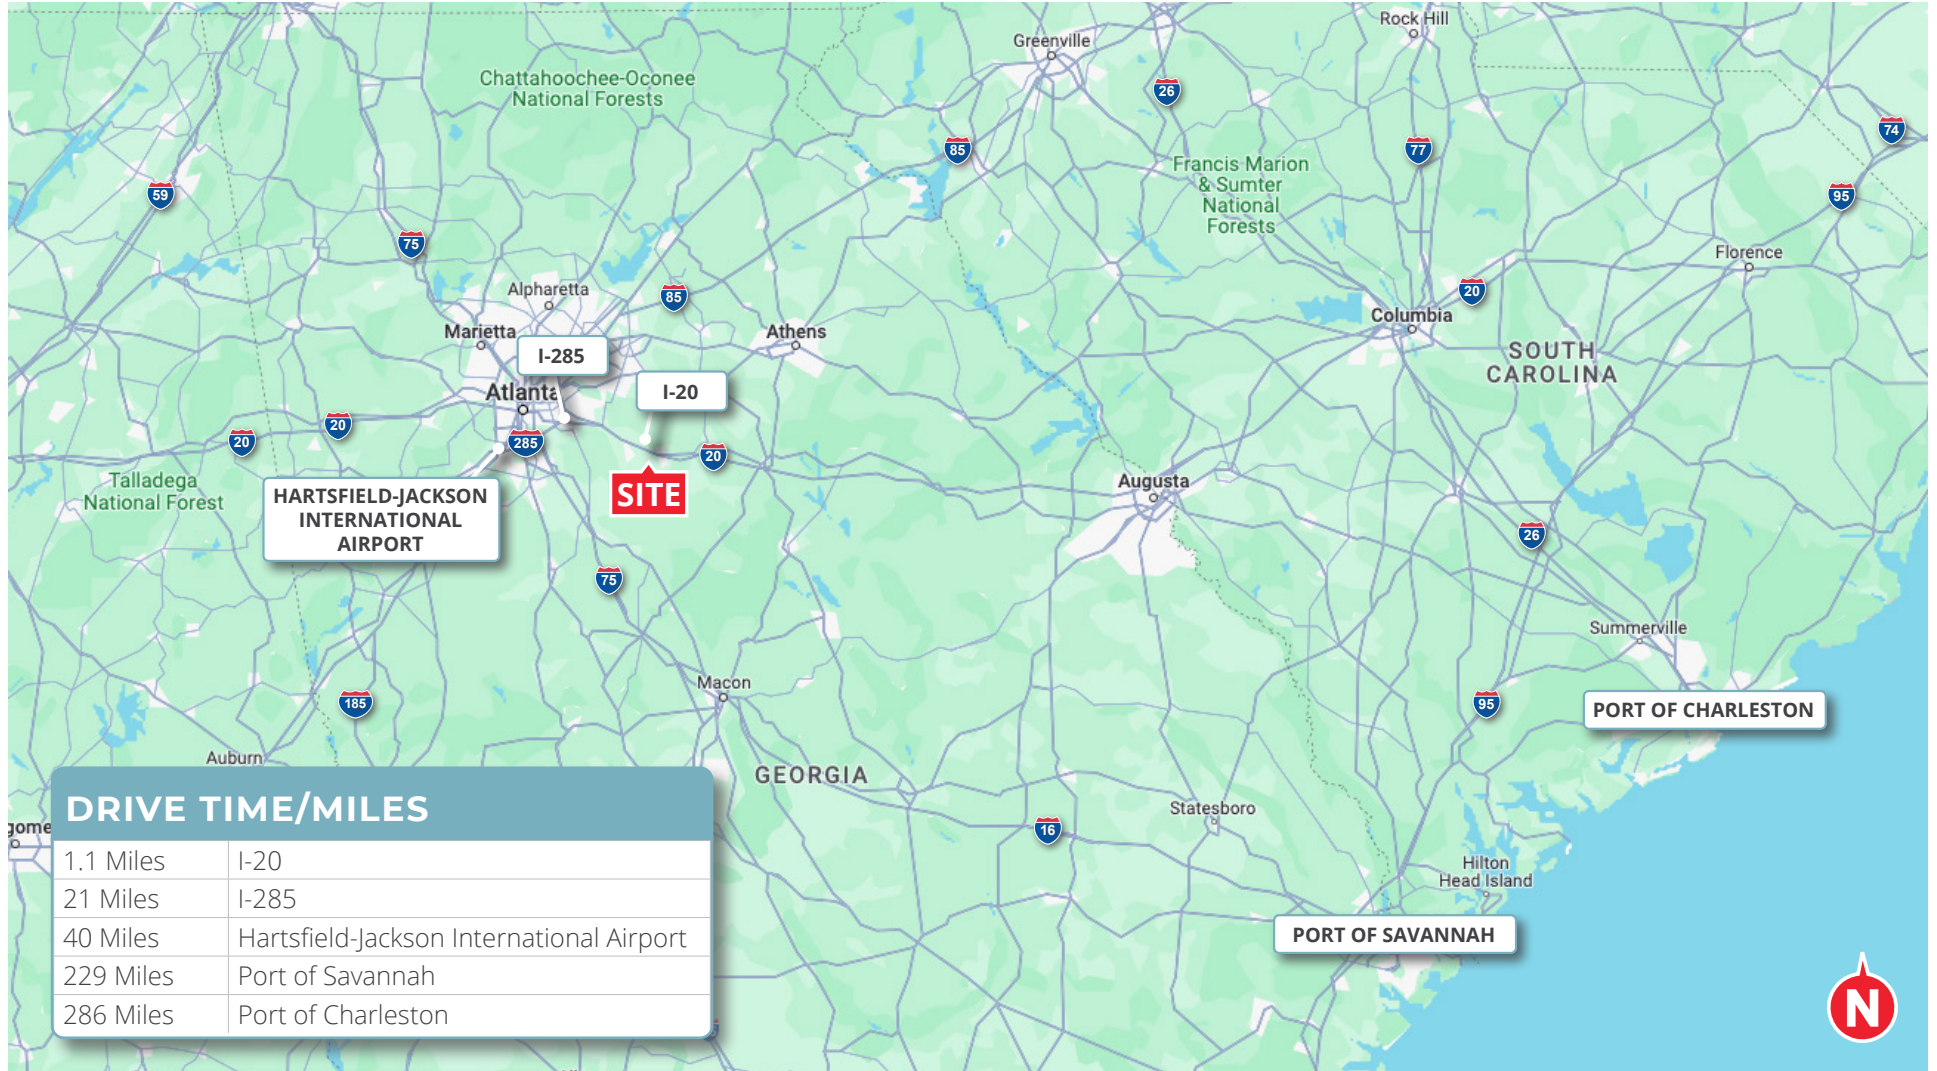 Rock Hill
Greenville
Chattahoochee-Oconee
National Forests
26
74
85
77
Francis Marion
& Sumter
National
Forests
59
95
75
Florence
Alpharetta
85
20
Marietta
Athens
Columbia
I-285
SOUTH
CAROLINA
I-20
Atlanta
20
20
285
20
Talladega
National Forest
HARTSFIELD-JACKSON
INTERNATIONAL
AIRPORT
SITE
Augusta
26
75
Summerville
Macon
185
95
PORT OF CHARLESTON
Auburn
GEORGIA
Statesboro
16
gome
Hilton
Head Island
PORT OF SAVANNAH
DRIVE TIME/MILES
1.1 Miles I-20
21 Miles I-285
40 Miles Hartsfield-Jackson International Airport
229 Miles Port of Savannah
286 Miles Port of Charleston
N